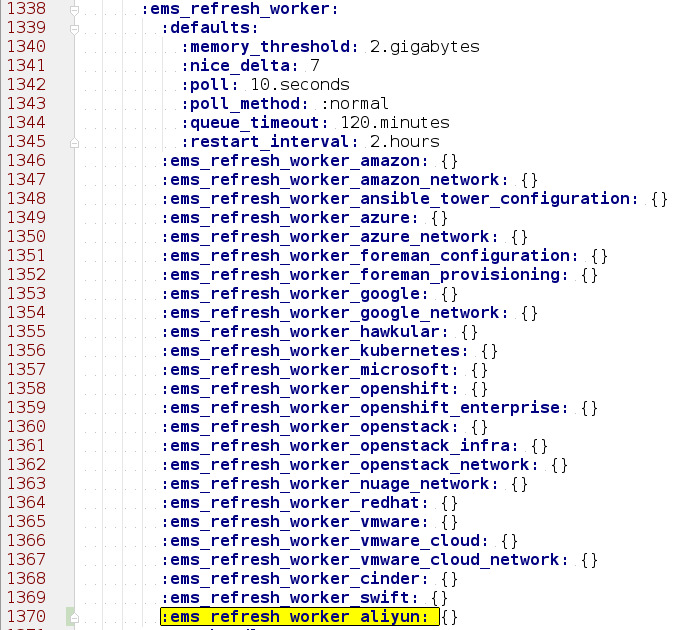 1338 :ems_refresh_worker:
1339 :defaults:
1340 :memory_threshold: 2.gigabytes
1341 :nice_delta: 7
1342 :poll: 10.seconds
1343 :poll_method: :normal
1344 :queue_timeout: 120.minutes
1345 :restart_interval: 2.hours
1346 :ems_refresh_worker_amazon: {}
1347 :ems_refresh_worker_amazon_network: {}
1348 :ems_refresh_worker_ansible_tower_configuration: {}
1349 :ems_refresh_worker_azure: {}
1350 :ems_refresh_worker_azure_network: {}
1351 :ems_refresh_worker_foreman_configuration: {}
1352 :ems_refresh_worker_foreman_provisioning: {}
1353 :ems_refresh_worker_google: {}
1354 :ems_refresh_worker_google_network: {}
1355 :ems_refresh_worker_hawkular: {}
1356 :ems_refresh_worker_kubernetes: {}
1357 :ems_refresh_worker_microsoft: {}
1358 :ems_refresh_worker_openshift: {}
1359 :ems_refresh_worker_openshift_enterprise: {}
1360 :ems_refresh_worker_openstack: {}
1361 :ems_refresh_worker_openstack_infra: {}
1362 :ems_refresh_worker_openstack_network: {}
1363 :ems_refresh_worker_nuage_network: {}
1364 :ems_refresh_worker_redhat: {}
1365 :ems_refresh_worker_vmware: {}
1366 :ems_refresh_worker_vmware_cloud: {}
1367 :ems_refresh_worker_vmware_cloud_network: {}
1368 :ems_refresh_worker_cinder: {}
1369 :ems_refresh_worker_swift: {}
1370 :ems_refresh_worker_aliyun: {}